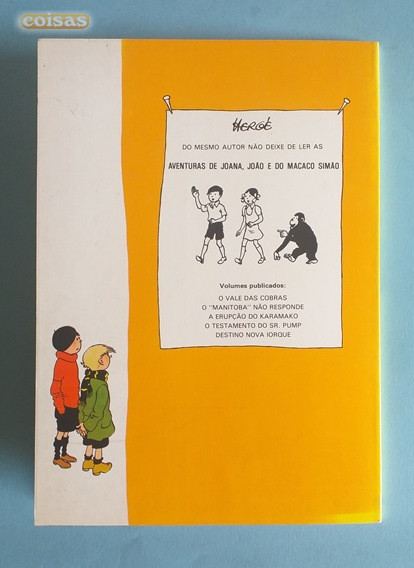 coisas
HERGÉ
DO MESMO AUTOR NÃO DEIXE DE LER AS
AVENTURAS DE JOANA, JOÃO E DO MACACO SIMÃO
Volumes publicados:
O VALE DAS COBRAS
O "MANITOBA" NÃO RESPONDE
A ERUPÇÃO DO KARAMAKO
O TESTAMENTO DO SR. PUMP
DESTINO NOVA IORQUE